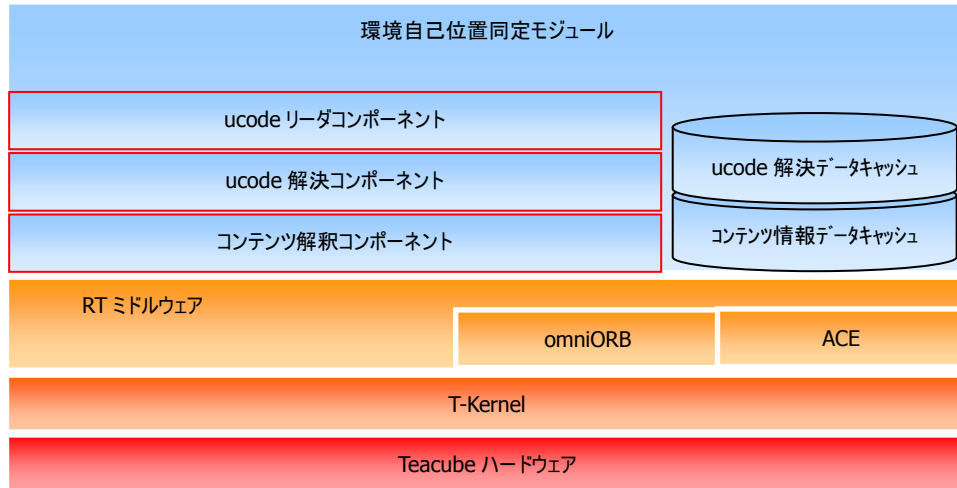 環境自己位置同定モジュール
ucode リーダコンポーネント
ucode 解決コンポーネント
ucode 解決データキャッシュ
コンテンツ解釈コンポーネント
コンテンツ情報データキャッシュ
RT ミドルウェア
omniORB
ACE
T-Kernel
Teacube ハードウェア